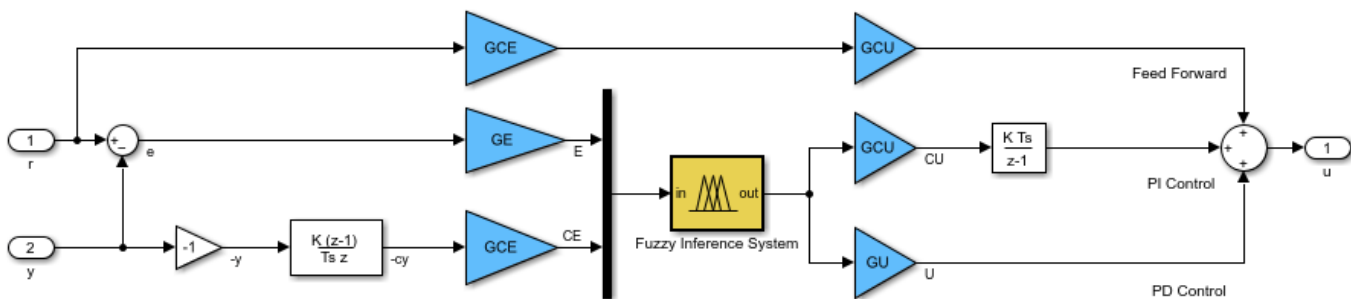 GCE
GCU
Feed Forward
1
r
+
−
e
GE
E
in
out
Fuzzy Inference System
GCU
CU
K Ts
z-1
PI Control
+
+
+
1
u
2
y
-1
-y
K (z-1)
Ts z
-cy
GCE
CE
GU
U
PD Control